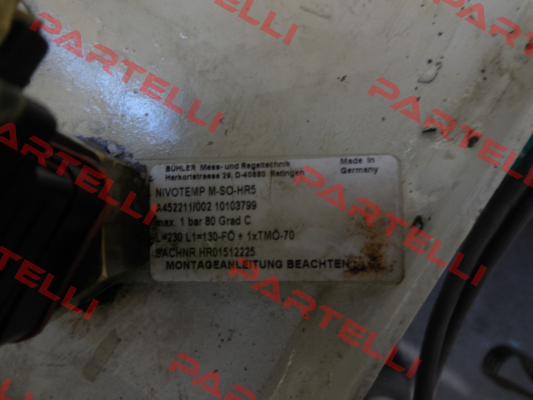 PARTELLI
PARTELLI
PARTELLI
PARTELLI
PARTELLI
PARTELLI
PARTELLI
BÜHLER Mess- und Regeltechnik Made in
Harkortstrasse 29, D-40880 Ratingen Germany
NIVOTEMP M-SO-HR5
A452211/002 10103799
max. 1 bar 80 Grad C
L=230 L1=130-FÖ + 1xTMÖ-70
SACHNR.HR01512225
MONTAGEANLEITUNG BEACHTEN